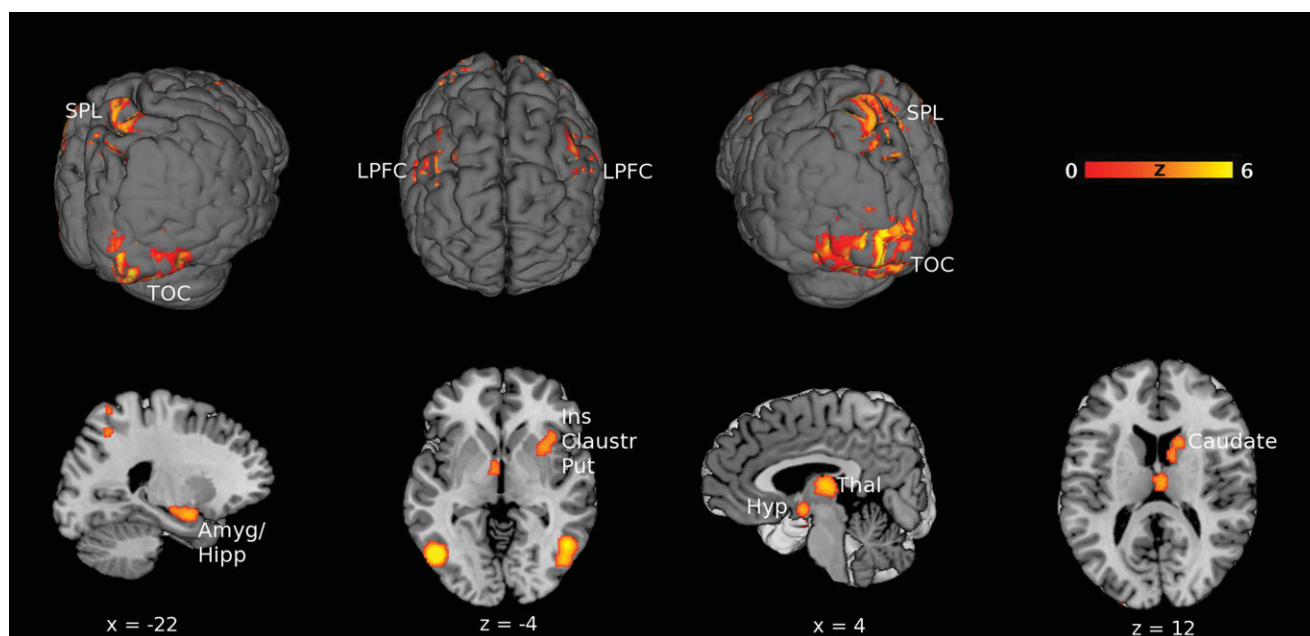 SPL
TOC
LPFC
LPFC
SPL
TOC
0 Z 6
Amyg/
Hipp
x = -22
Ins
Claustr
Put
z = -4
Hyp
Thal
x = 4
Caudate
z = 12